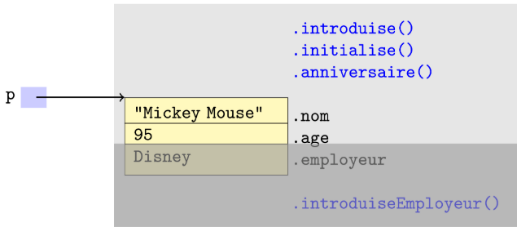 .introduise()
.initialise()
.anniversaire()
p
"Mickey Mouse" .nom
95 .age
Disney .employeur
.introduiseEmployeur()